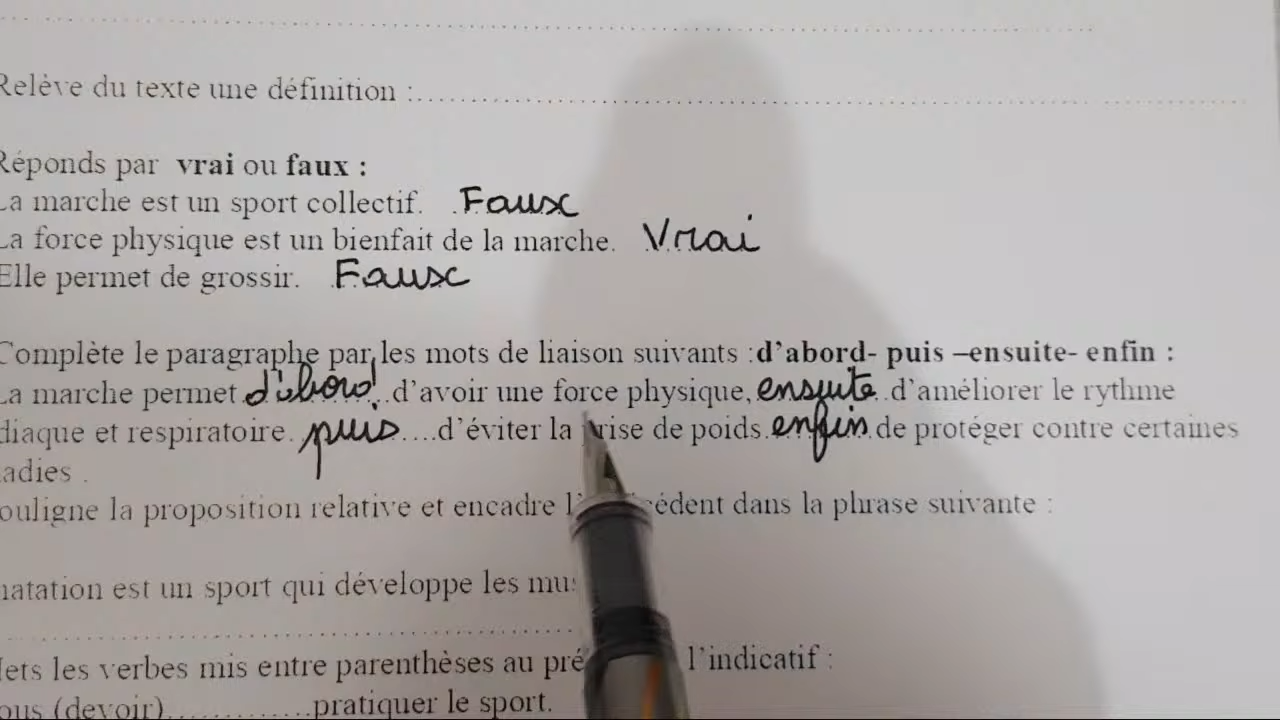 Relève du texte une définition :
Réponds par vrai ou faux :
La marche est un sport collectif. Faux
La force physique est un bienfait de la marche. Vrai
Elle permet de grossir. Faux
Complète le paragraphe par les mots de liaison suivants :d'abord- puis –ensuite- enfin :
La marche permet d'abord d'avoir une force physique, ensuite d'améliorer le rythme
diaque et respiratoire. puis d'éviter la prise de poids. enfin de protéger contre certaines
adies .
ouligne la proposition relative et encadre dans la phrase suivante :
natation est un sport qui développe les
Mets les verbes mis entre parenthèses au l'indicatif :
ous (devoir) pratiquer le sport.